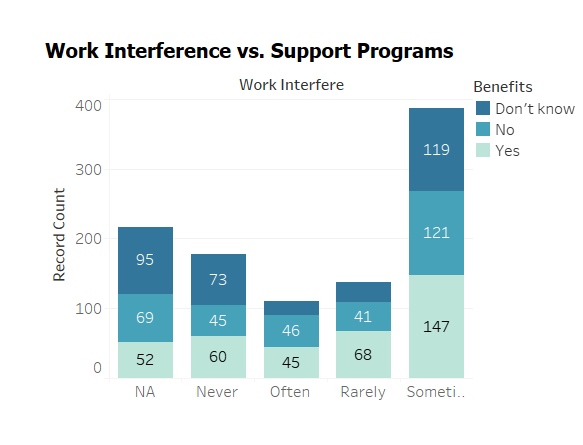 Work Interference vs. Support Programs
Work Interfere
Benefits
Don't know
No
Yes
Record Count
400
300
200
100
0
95
69
52
73
45
60
46
45
41
68
119
121
147
NA
Never
Often
Rarely
Someti..